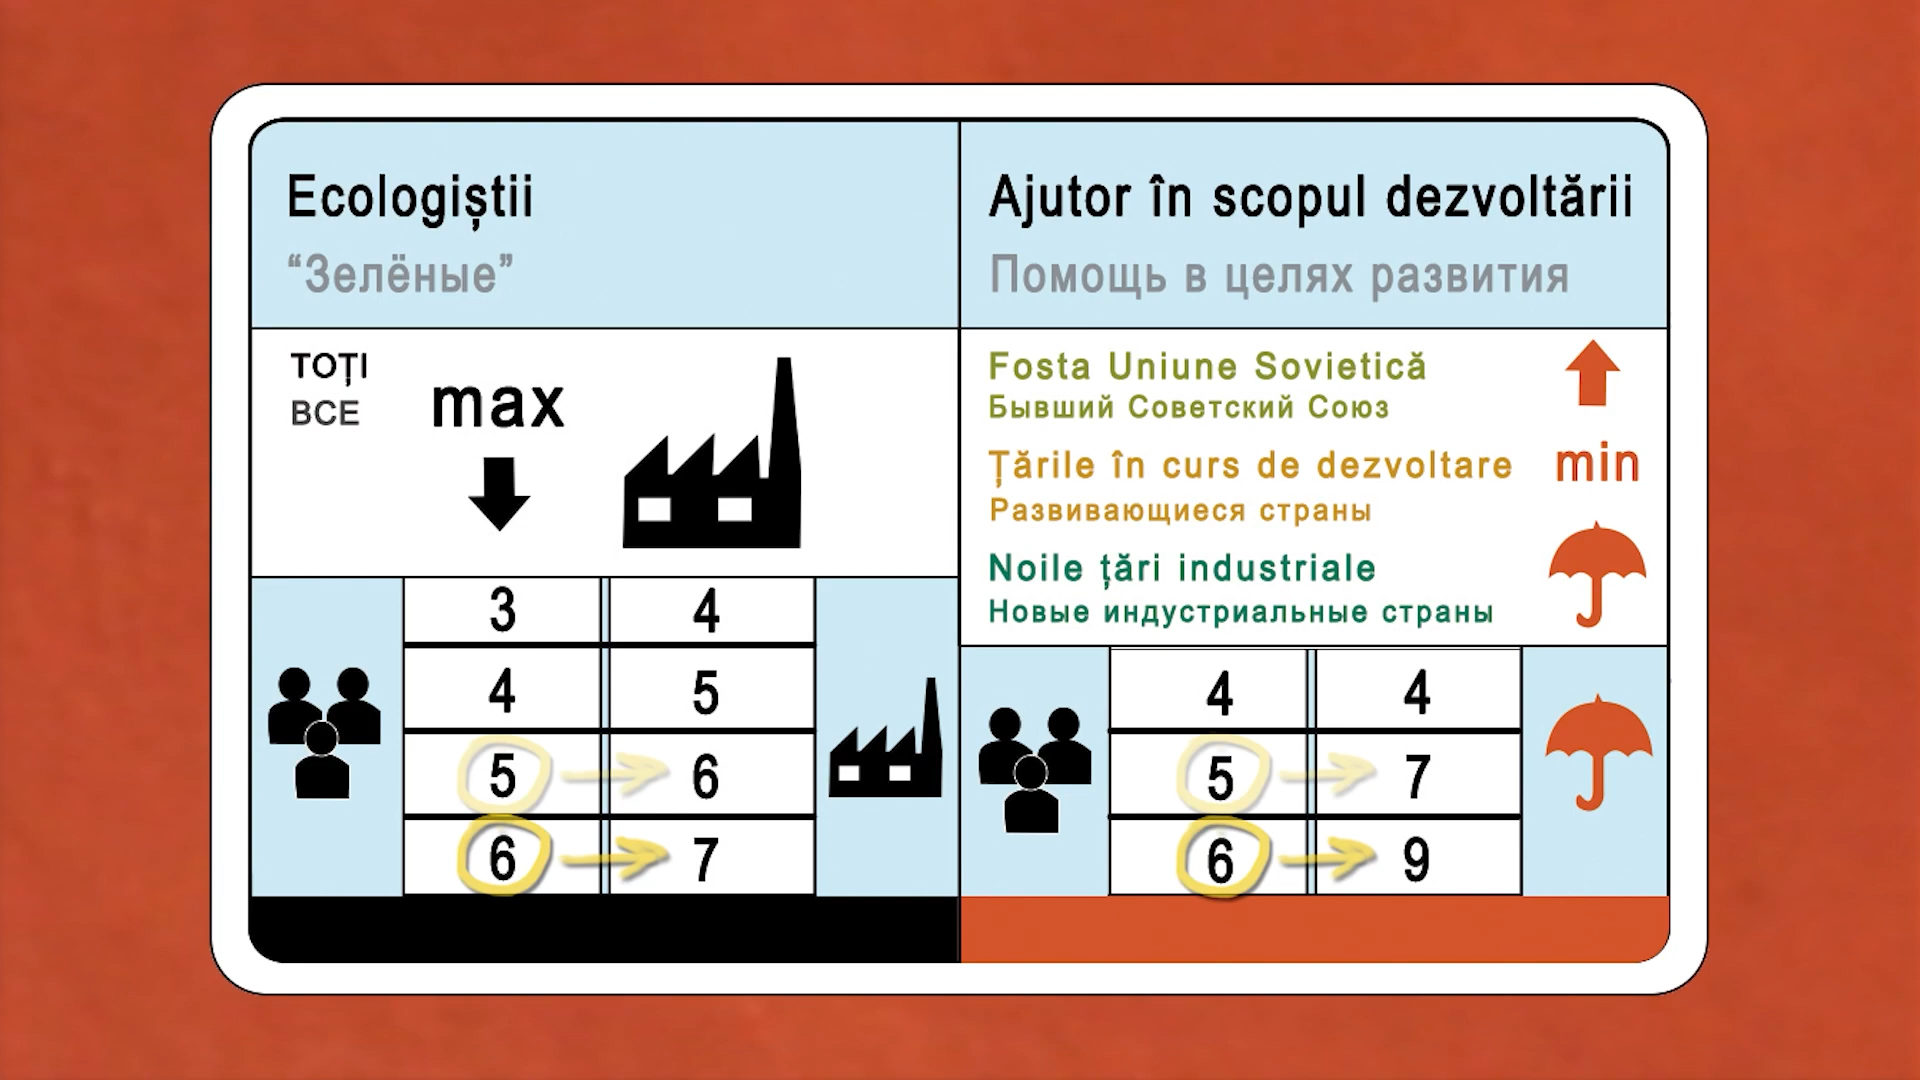 Ecologiștii
“Зелёные”
TOȚI
ВСЕ
max
3 4
4 5
5 6
6 7
Ajutor în scopul dezvoltării
Помощь в целях развития
Fosta Uniune Sovietică
Бывший Советский Союз
Țările în curs de dezvoltare
min
Развивающиеся страны
Noile țări industriale
Новые индустриальные страны
4 4
5 7
6 9